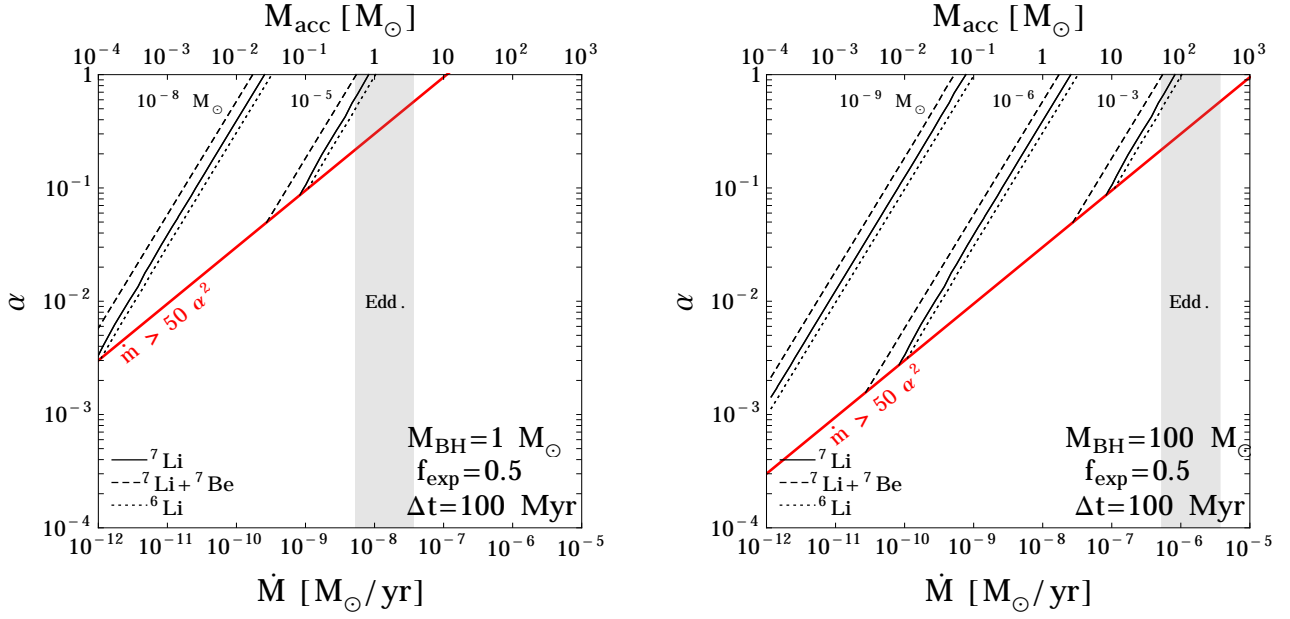 M_acc [M_⊙]
10^-4 10^-3 10^-2 10^-1 1 10 10^2 10^3
1
10^-8 M_⊙ 10^-5
10^-1
10^-2
Edd.
α
ṁ > 50 α^2
10^-3
M_BH=1 M_⊙
^7Li
f_exp=0.5
^7Li+^7Be
^6Li
Δt=100 Myr
10^-4
10^-12 10^-11 10^-10 10^-9 10^-8 10^-7 10^-6 10^-5
Ṁ [M_⊙/yr]
M_acc [M_⊙]
10^-4 10^-3 10^-2 10^-1 1 10 10^2 10^3
1
10^-9 M_⊙ 10^-6 10^-3
10^-1
10^-2
Edd.
α
10^-3
ṁ > 50 α^2
M_BH=100 M_⊙
^7Li
f_exp=0.5
^7Li+^7Be
^6Li
Δt=100 Myr
10^-4
10^-12 10^-11 10^-10 10^-9 10^-8 10^-7 10^-6 10^-5
Ṁ [M_⊙/yr]